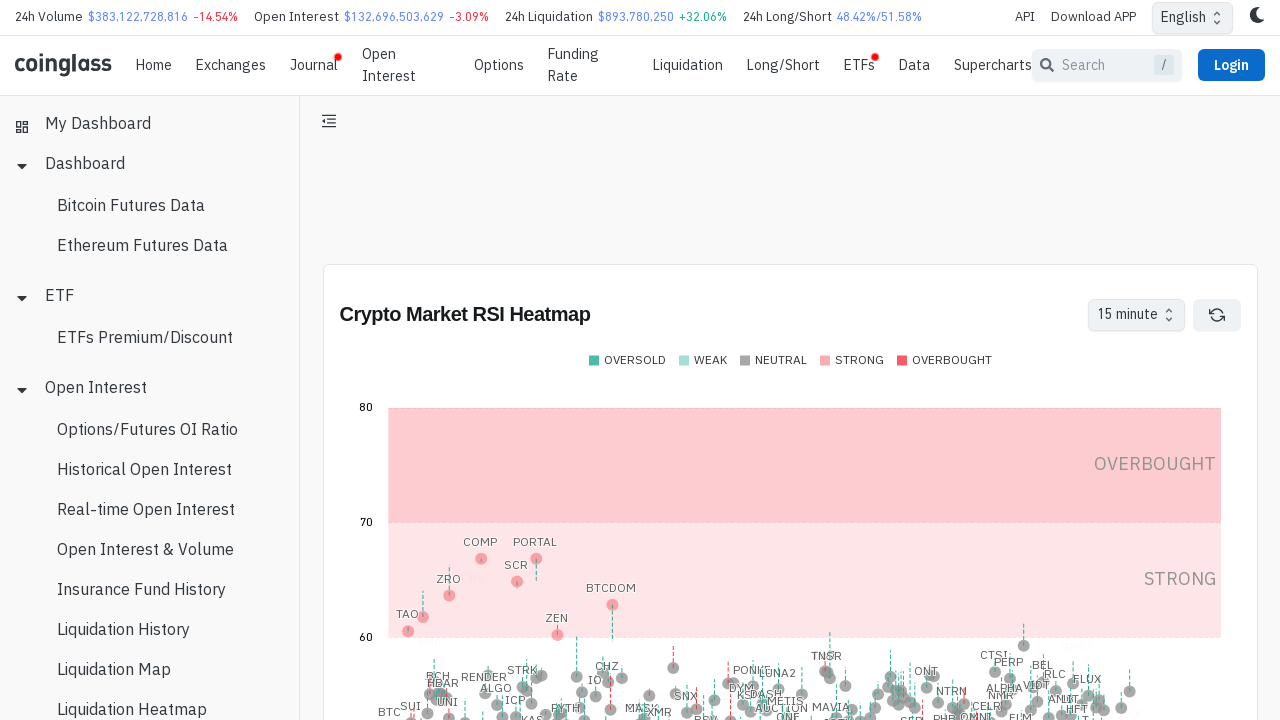 24h Volume $383,122,728,816 -14.54% Open Interest $132,696,503,629 -3.09% 24h Liquidation $893,780,250 +32.06% 24h Long/Short 48.42%/51.58% API Download APP English
coinglass Home Exchanges Journal Open Interest Options Funding Rate Liquidation Long/Short ETFs Data Supercharts Search / Login
My Dashboard
Dashboard
Bitcoin Futures Data
Ethereum Futures Data
ETF
ETFs Premium/Discount
Open Interest
Options/Futures OI Ratio
Historical Open Interest
Real-time Open Interest
Open Interest & Volume
Insurance Fund History
Liquidation History
Liquidation Map
Liquidation Heatmap
Crypto Market RSI Heatmap
15 minute
OVERSOLD WEAK NEUTRAL STRONG OVERBOUGHT
80
OVERBOUGHT
70
COMP PORTAL
SCR
ZRO
STRONG
BTCDOM
TAO
ZEN
60
TNSR
CTSI
PERP
BEL
CHZ
STRK
PONKE
LUNA2
ONT
RLC
BCH
RENDER
IO
FLUX
HBAR
ALGO
DYM
NTRN
ALPHA
SNX
DASH
NMR
UNI
ICP
METIS
SUI
PYTH
MASK
MAVIA
CELR
HFT
BTC
XMR